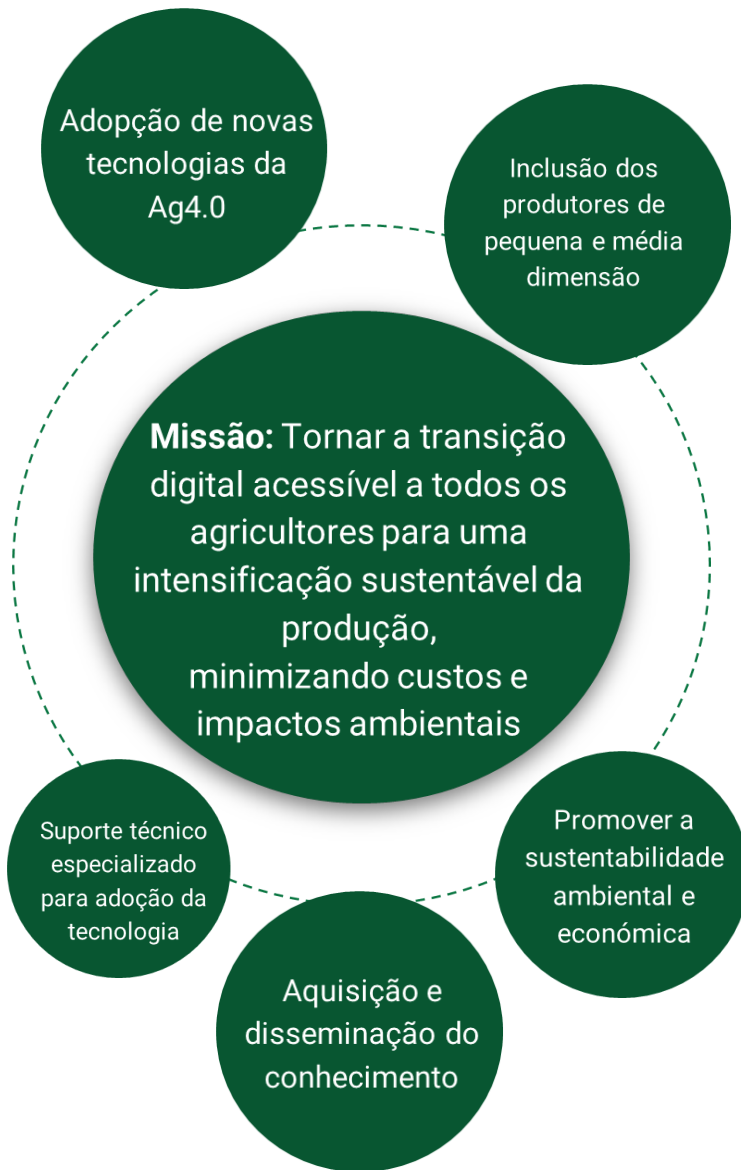 Adopção de novas
tecnologias da
Ag4.0
Inclusão dos
produtores de
pequena e média
dimensão
Missão: Tornar a transição
digital acessível a todos os
agricultores para uma
intensificação sustentável da
produção,
minimizando custos e
impactos ambientais
Suporte técnico
especializado
para adoção da
tecnologia
Promover a
sustentabilidade
ambiental e
económica
Aquisição e
disseminação do
conhecimento